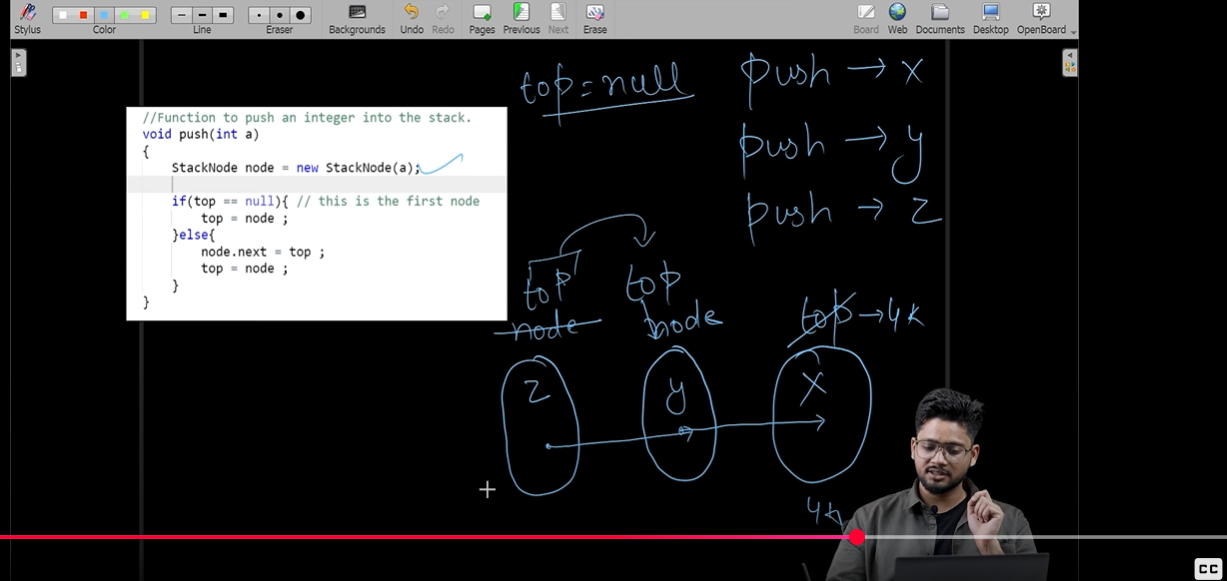 Stylus
Color
Line
Eraser
Backgrounds
Undo
Redo
Pages
Previous
Next
Erase
Board
Web
Documents
Desktop
OpenBoard
top = null
push → x
push → y
push → z
//Function to push an integer into the stack.
void push(int a)
{
StackNode node = new StackNode(a);
if(top == null){ // this is the first node
top = node ;
}else{
node.next = top ;
top = node ;
}
}
top
top
node
node
top → 4k
z
y
x
4k
CC